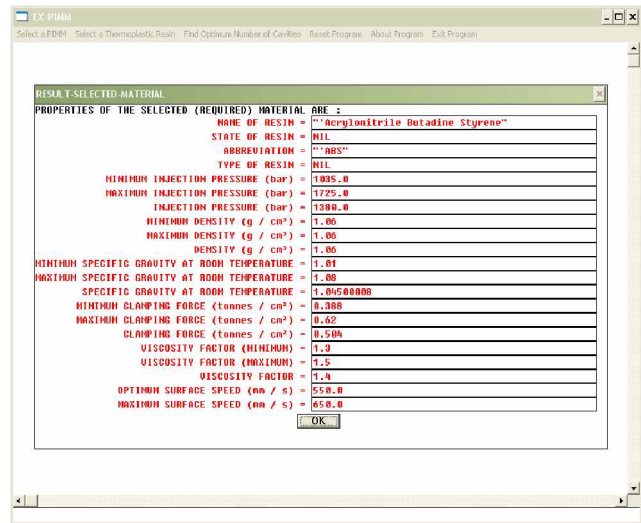 EX-PIMM
Select a PIMM Select a Thermoplastic Resin Find Optimum Number of Cavities Reset Program About Program Exit Program
RESULT-SELECTED-MATERIAL
PROPERTIES OF THE SELECTED (REQUIRED) MATERIAL ARE :
NAME OF RESIN = "'Acrylonitrile Butadine Styrene"
STATE OF RESIN = NIL
ABBREVIATION = "'ABS"
TYPE OF RESIN = NIL
MINIMUM INJECTION PRESSURE (bar) = 1035.0
MAXIMUM INJECTION PRESSURE (bar) = 1725.0
INJECTION PRESSURE (bar) = 1380.0
MINIMUM DENSITY (g / cm³) = 1.06
MAXIMUM DENSITY (g / cm³) = 1.06
DENSITY (g / cm³) = 1.06
MINIMUM SPECIFIC GRAVITY AT ROOM TEMPERATURE = 1.01
MAXIMUM SPECIFIC GRAVITY AT ROOM TEMPERATURE = 1.08
SPECIFIC GRAVITY AT ROOM TEMPERATURE = 1.04500008
MINIMUM CLAMPING FORCE (tonnes / cm²) = 0.388
MAXIMUM CLAMPING FORCE (tonnes / cm²) = 0.62
CLAMPING FORCE (tonnes / cm²) = 0.504
VISCOSITY FACTOR (MINIMUM) = 1.3
VISCOSITY FACTOR (MAXIMUM) = 1.5
VISCOSITY FACTOR = 1.4
OPTIMUM SURFACE SPEED (mm / s) = 550.0
MAXIMUM SURFACE SPEED (mm / s) = 650.0
OK